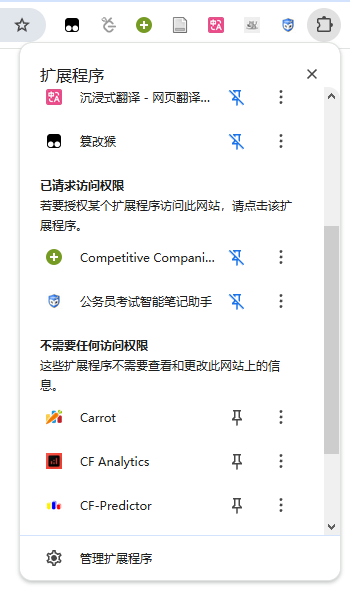 扩展程序
沉浸式翻译 - 网页翻译...
篡改猴
已请求访问权限
若要授权某个扩展程序访问此网站，请点击该扩
展程序。
Competitive Compani...
公务员考试智能笔记助手
不需要任何访问权限
这些扩展程序不需要查看和更改此网站上的信
息。
Carrot
CF Analytics
CF-Predictor
管理扩展程序